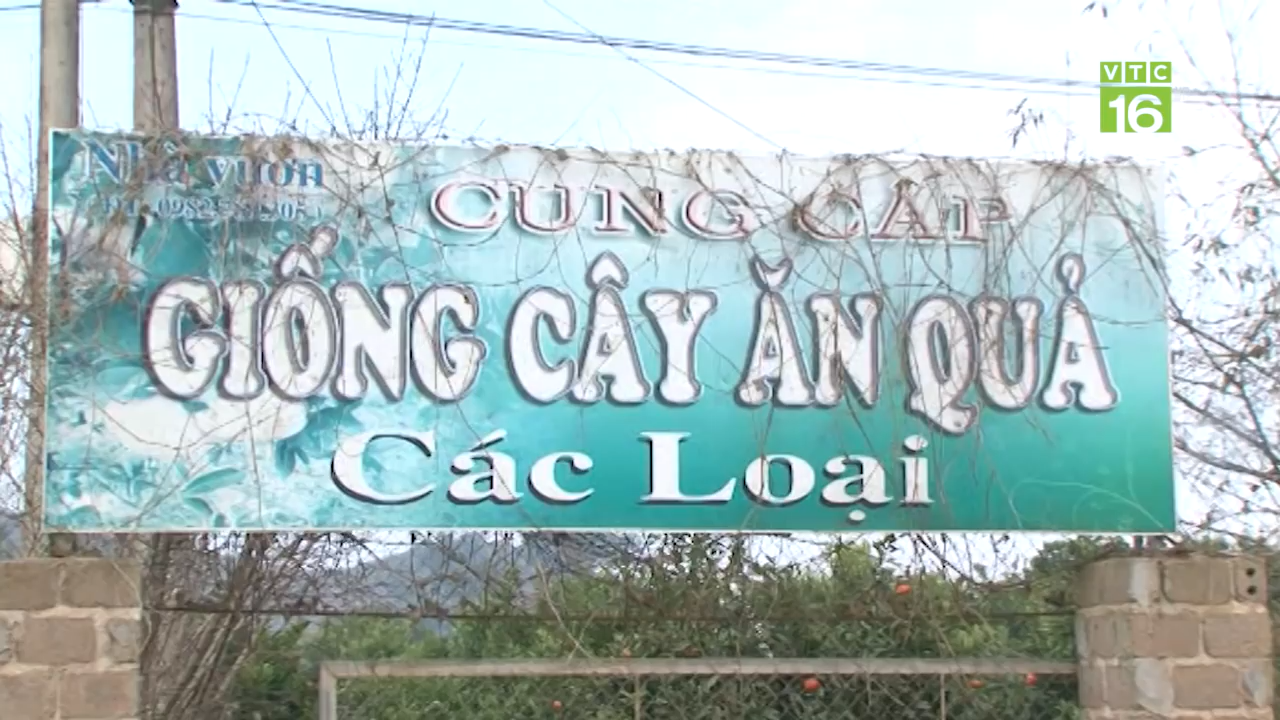 VTC
16
Nhà vườn
CUNG CẤP
GIỐNG CÂY ĂN QUẢ
Các Loại